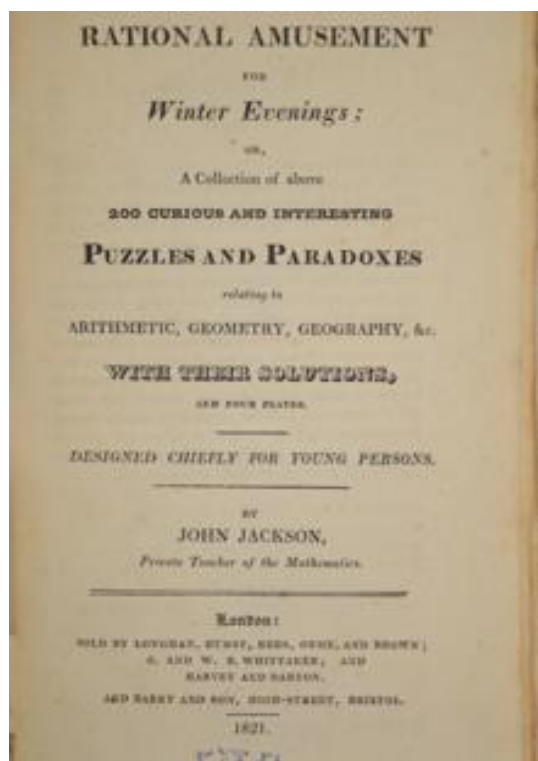 RATIONAL AMUSEMENT
FOR
Winter Evenings;
OR,
A Collection of above
200 CURIOUS AND INTERESTING
PUZZLES AND PARADOXES
relating to
ARITHMETIC, GEOMETRY, GEOGRAPHY, &c.
WITH THEIR SOLUTIONS,
AND FOUR PLATES.
DESIGNED CHIEFLY FOR YOUNG PERSONS.
BY
JOHN JACKSON,
Private Teacher of the Mathematics.
London:
SOLD BY LONGMAN, HURST, REES, ORME, AND BROWN;
G. AND W. B. WHITTAKER; AND
HARVEY AND DARTON.
AND BARRY AND SON, HIGH-STREET, BRISTOL.
1821.